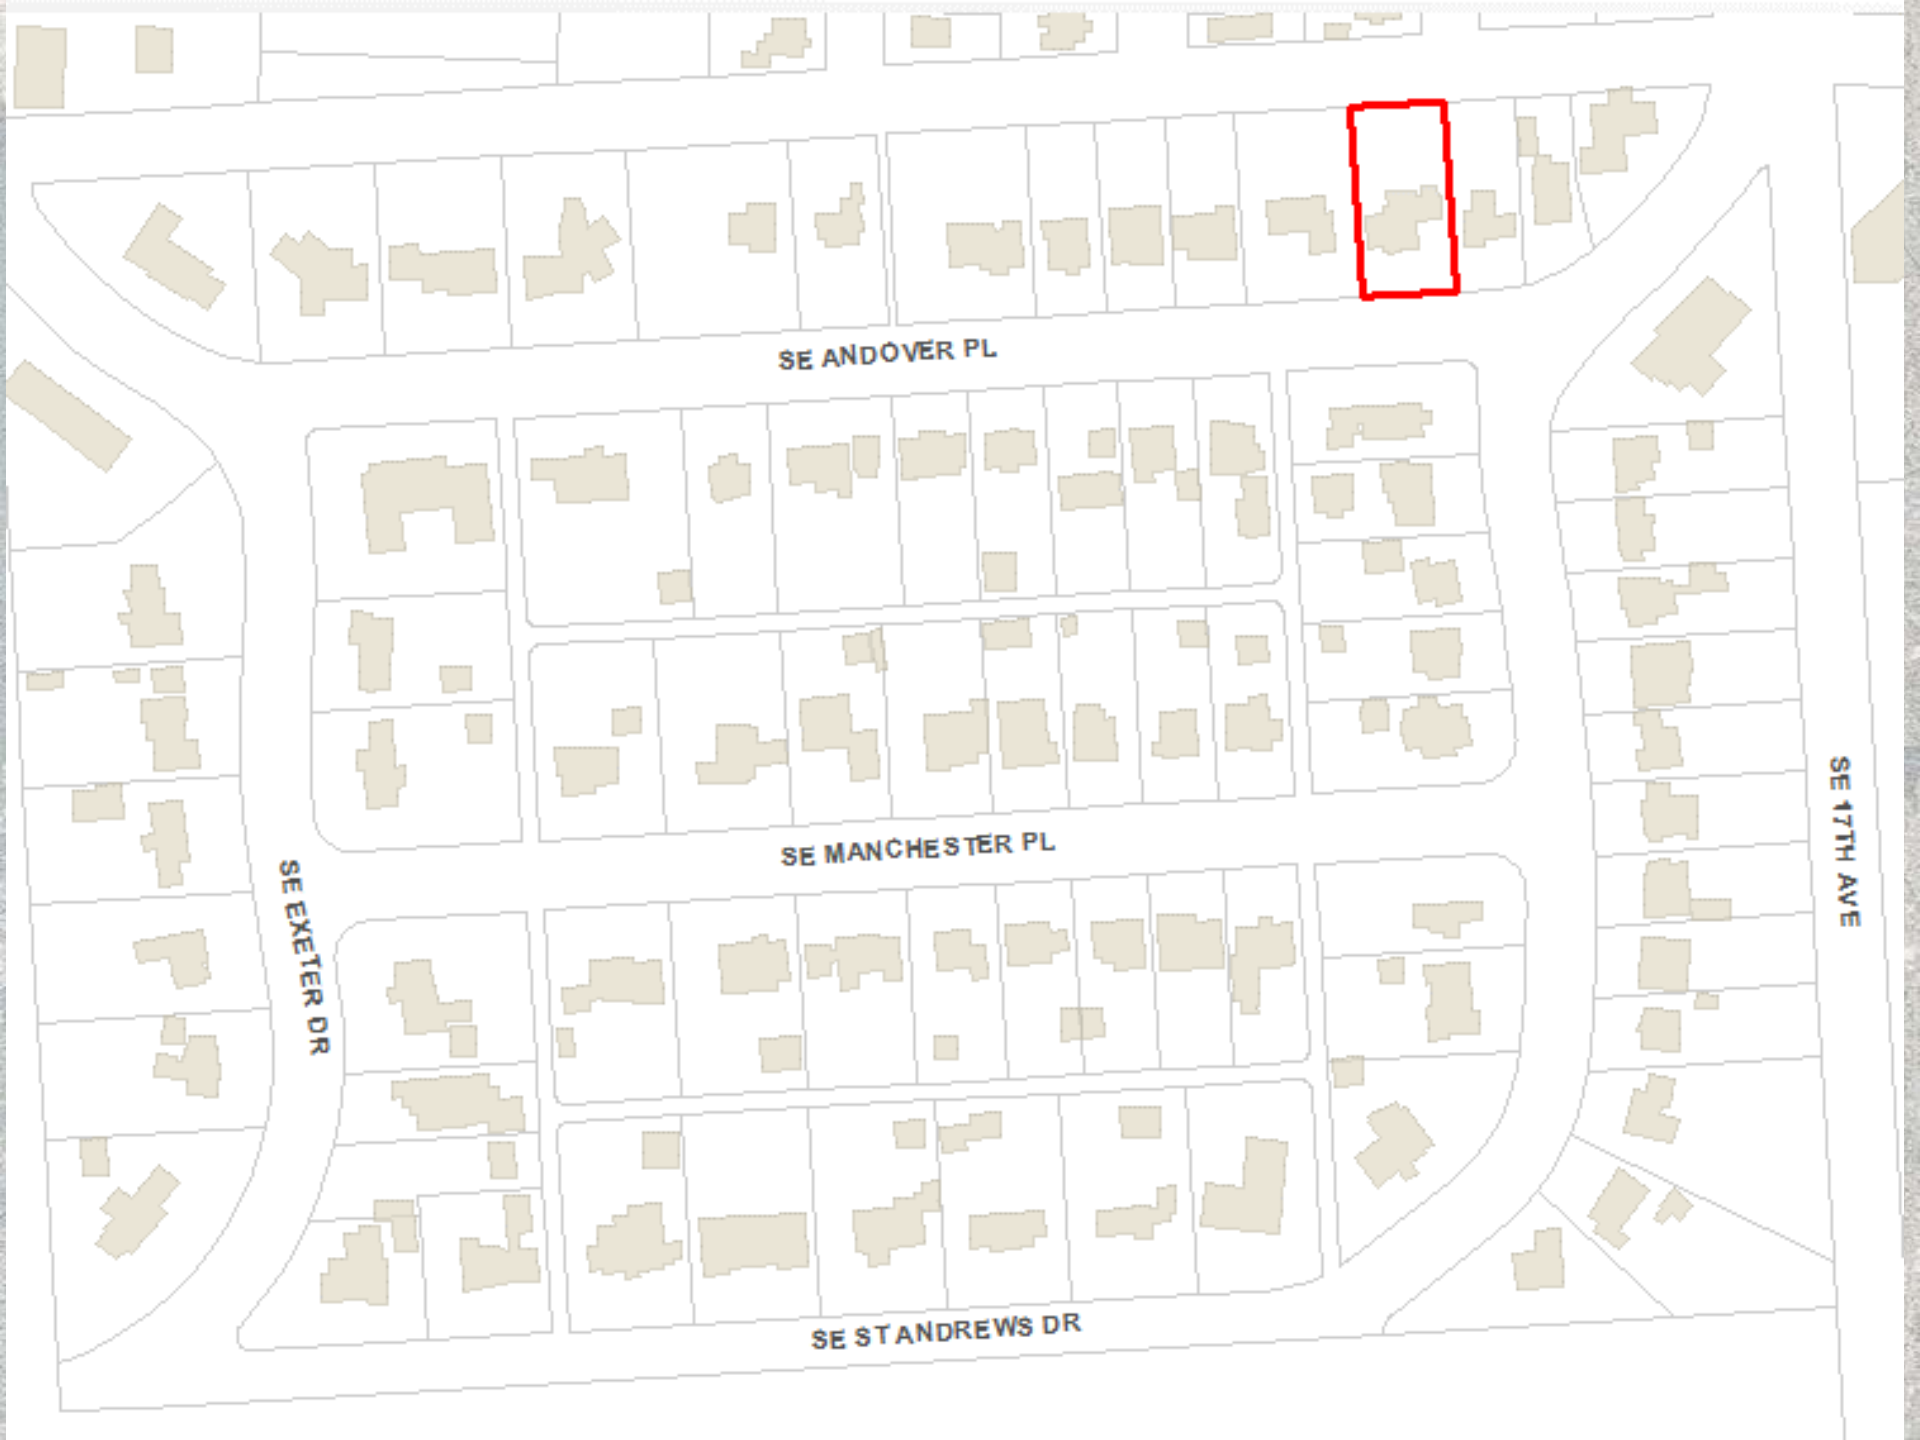 SE ANDOVER PL
SE MANCHESTER PL
SE 17TH AVE
SE EXETER DR
SE ST ANDREWS DR